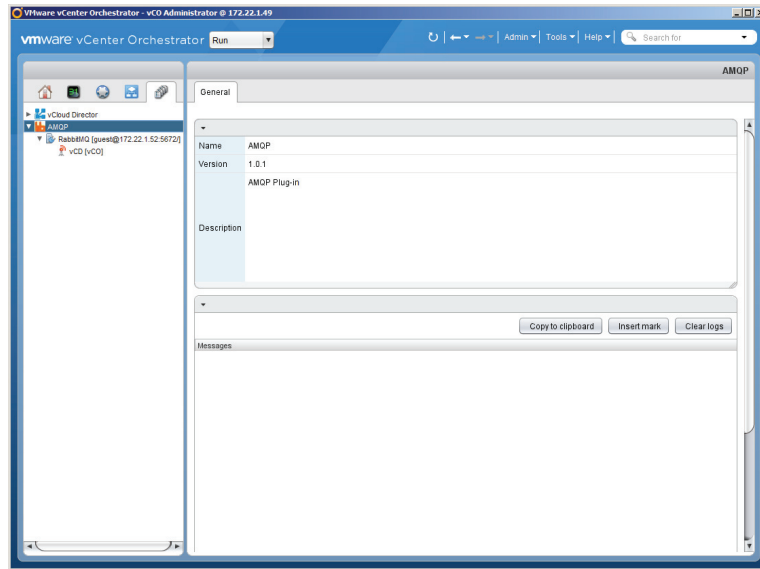 VMware vCenter Orchestrator - vCO Administrator @ 172.22.1.49
vmware vCenter Orchestrator Run Admin Tools Help Search for
AMQP
General
vCloud Director
AMQP
RabbitMQ [guest@172.22.1.52:5672/]
vCD [vCO]
Name AMQP
Version 1.0.1
Description AMQP Plug-in
Copy to clipboard Insert mark Clear logs
Messages